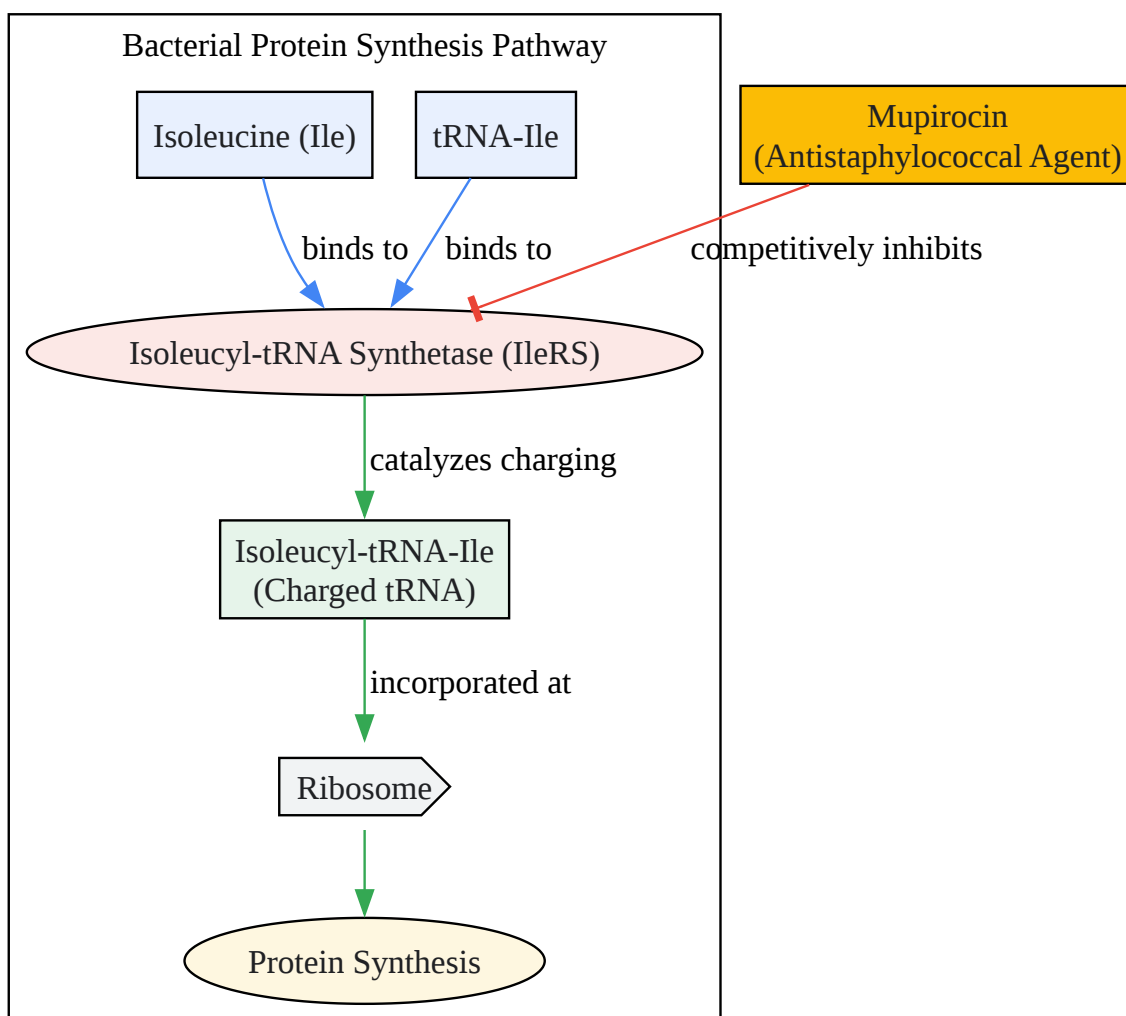 Bacterial Protein Synthesis Pathway
Isoleucine (Ile)
tRNA-Ile
Mupirocin
(Antistaphylococcal Agent)
binds to
binds to
competitively inhibits
Isoleucyl-tRNA Synthetase (IleRS)
catalyzes charging
Isoleucyl-tRNA-Ile
(Charged tRNA)
incorporated at
Ribosome
Protein Synthesis